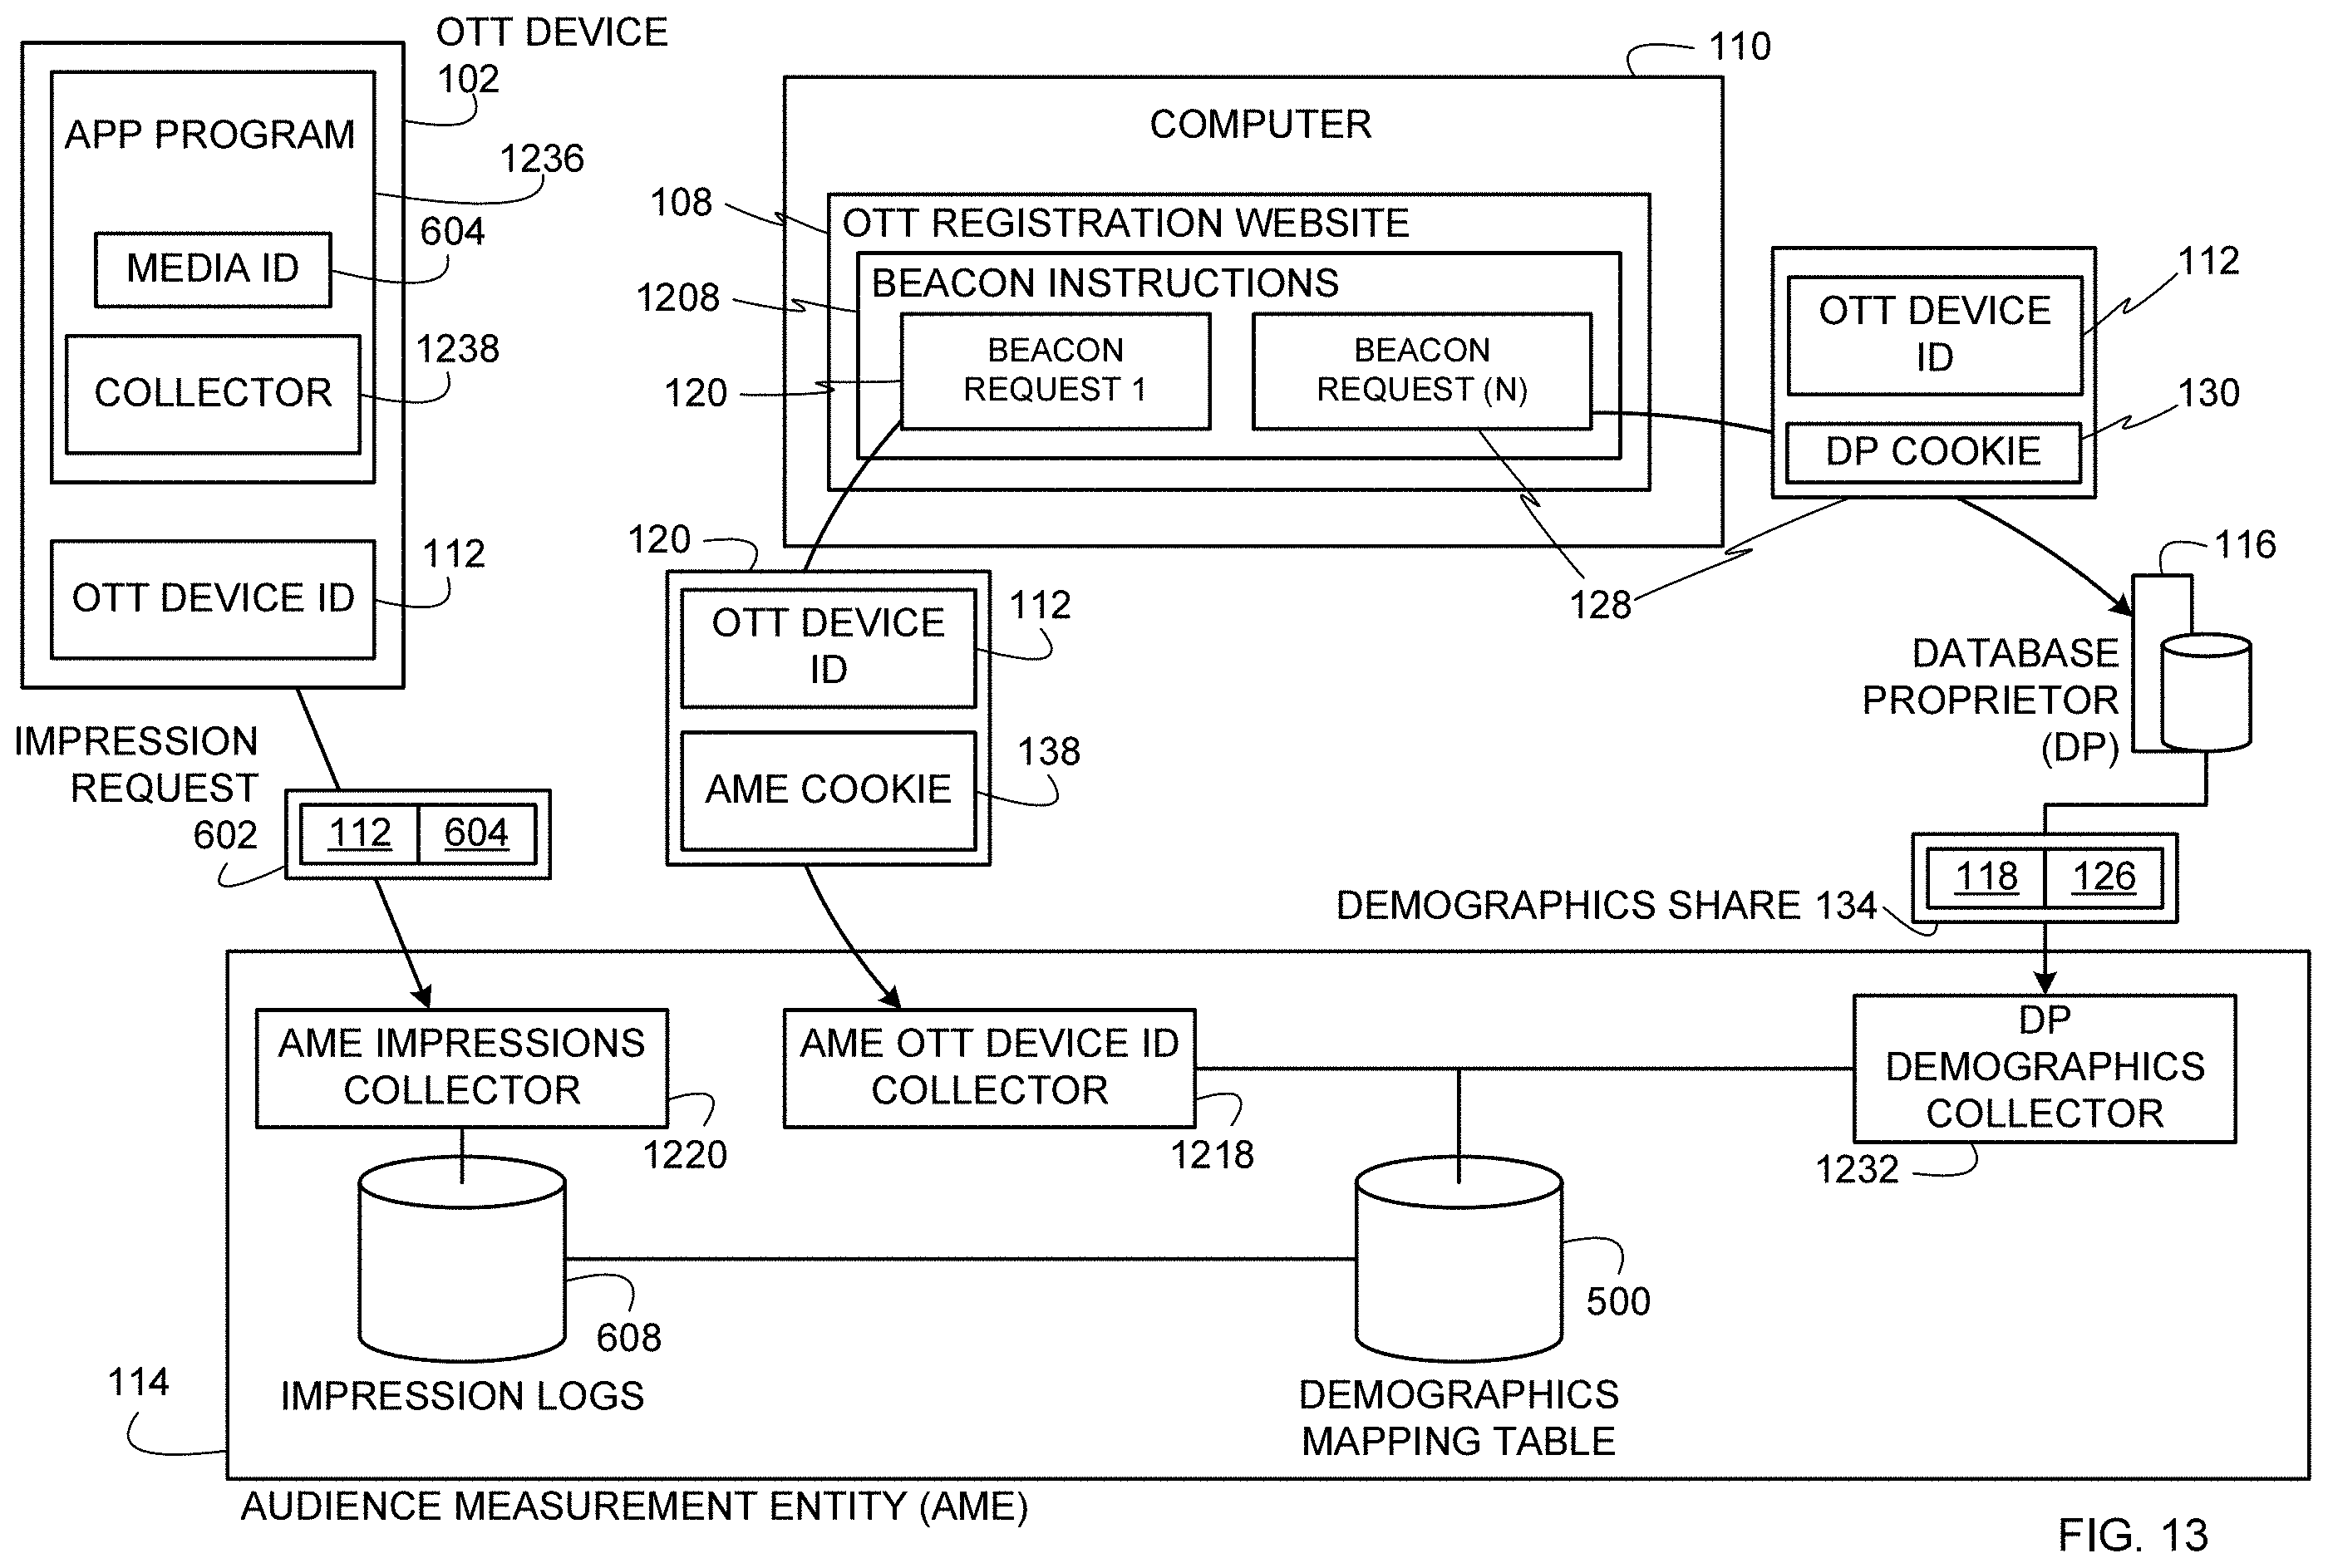 OTT DEVICE
102
APP PROGRAM
1236
604
MEDIA ID
1238
COLLECTOR
112
OTT DEVICE ID
IMPRESSION
REQUEST
602
112 604
110
COMPUTER
108
OTT REGISTRATION WEBSITE
1208
BEACON INSTRUCTIONS
120
BEACON
REQUEST 1
BEACON
REQUEST (N)
112
OTT DEVICE
ID
130
DP COOKIE
128
120
OTT DEVICE
ID
112
AME COOKIE
138
116
DATABASE
PROPRIETOR
(DP)
118 126
DEMOGRAPHICS SHARE 134
AME IMPRESSIONS
COLLECTOR
1220
AME OTT DEVICE ID
COLLECTOR
1218
DP
DEMOGRAPHICS
COLLECTOR
1232
608
IMPRESSION LOGS
500
DEMOGRAPHICS
MAPPING TABLE
114
AUDIENCE MEASUREMENT ENTITY (AME)
FIG. 13